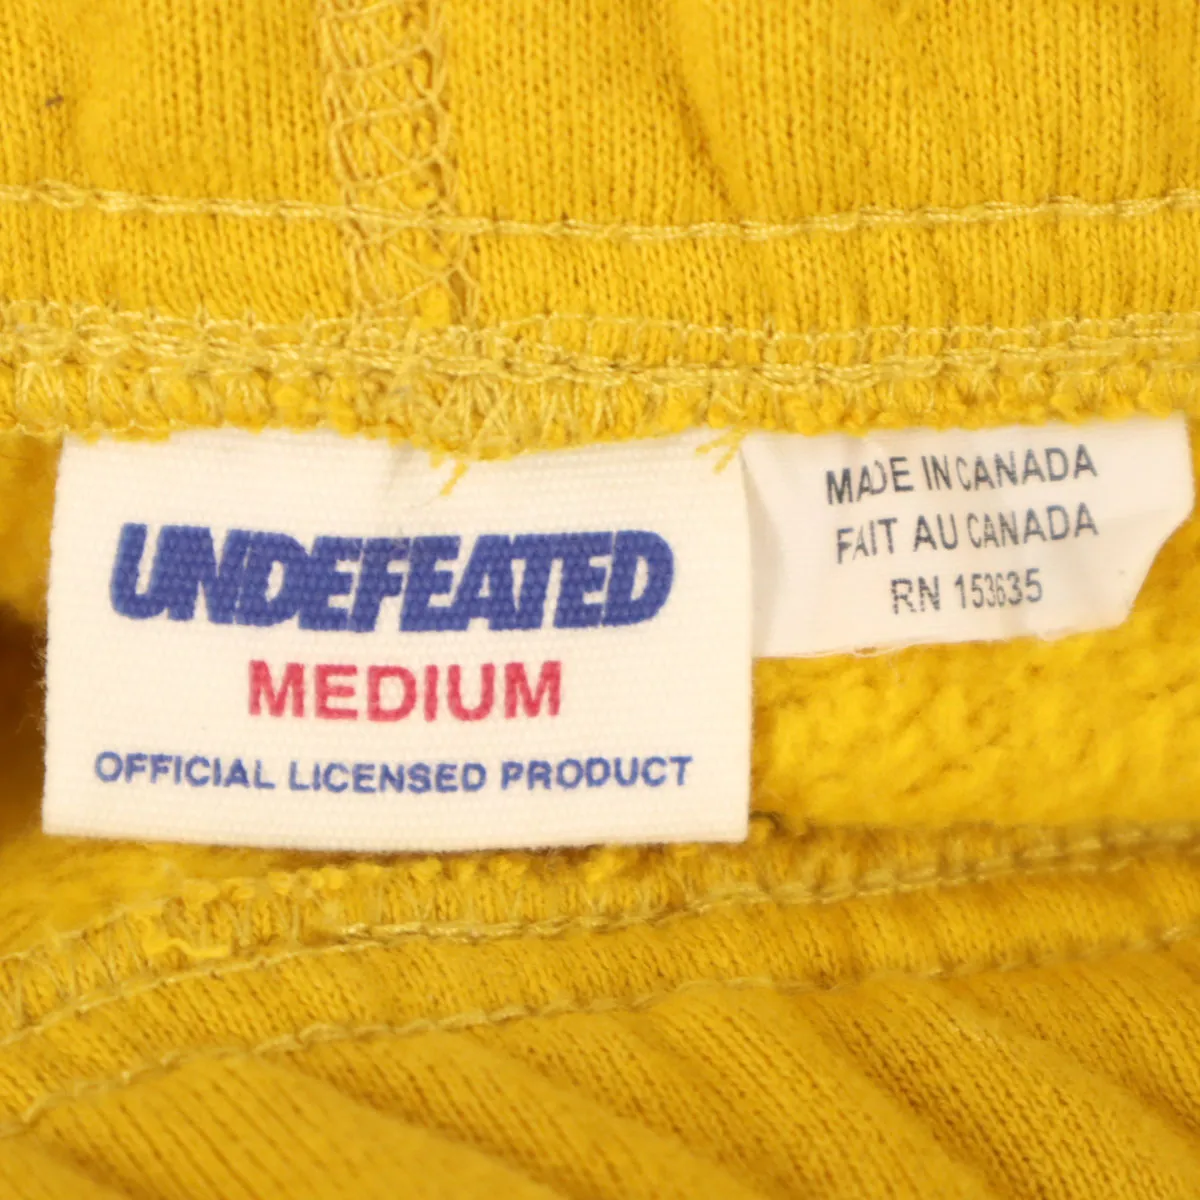 UNDEFEATED
MEDIUM
OFFICIAL LICENSED PRODUCT
MADE IN CANADA
FAIT AU CANADA
RN 153635